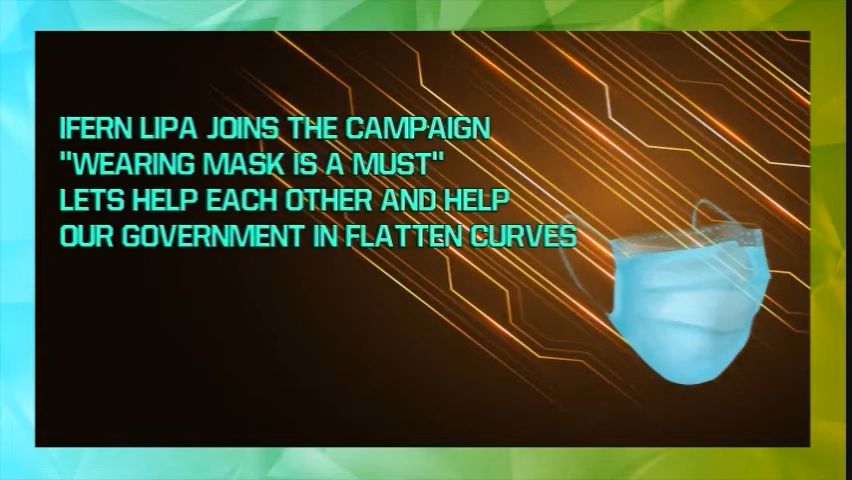 IFERN LIPA JOINS THE CAMPAIGN
"WEARING MASK IS A MUST"
LETS HELP EACH OTHER AND HELP
OUR GOVERNMENT IN FLATTEN CURVES